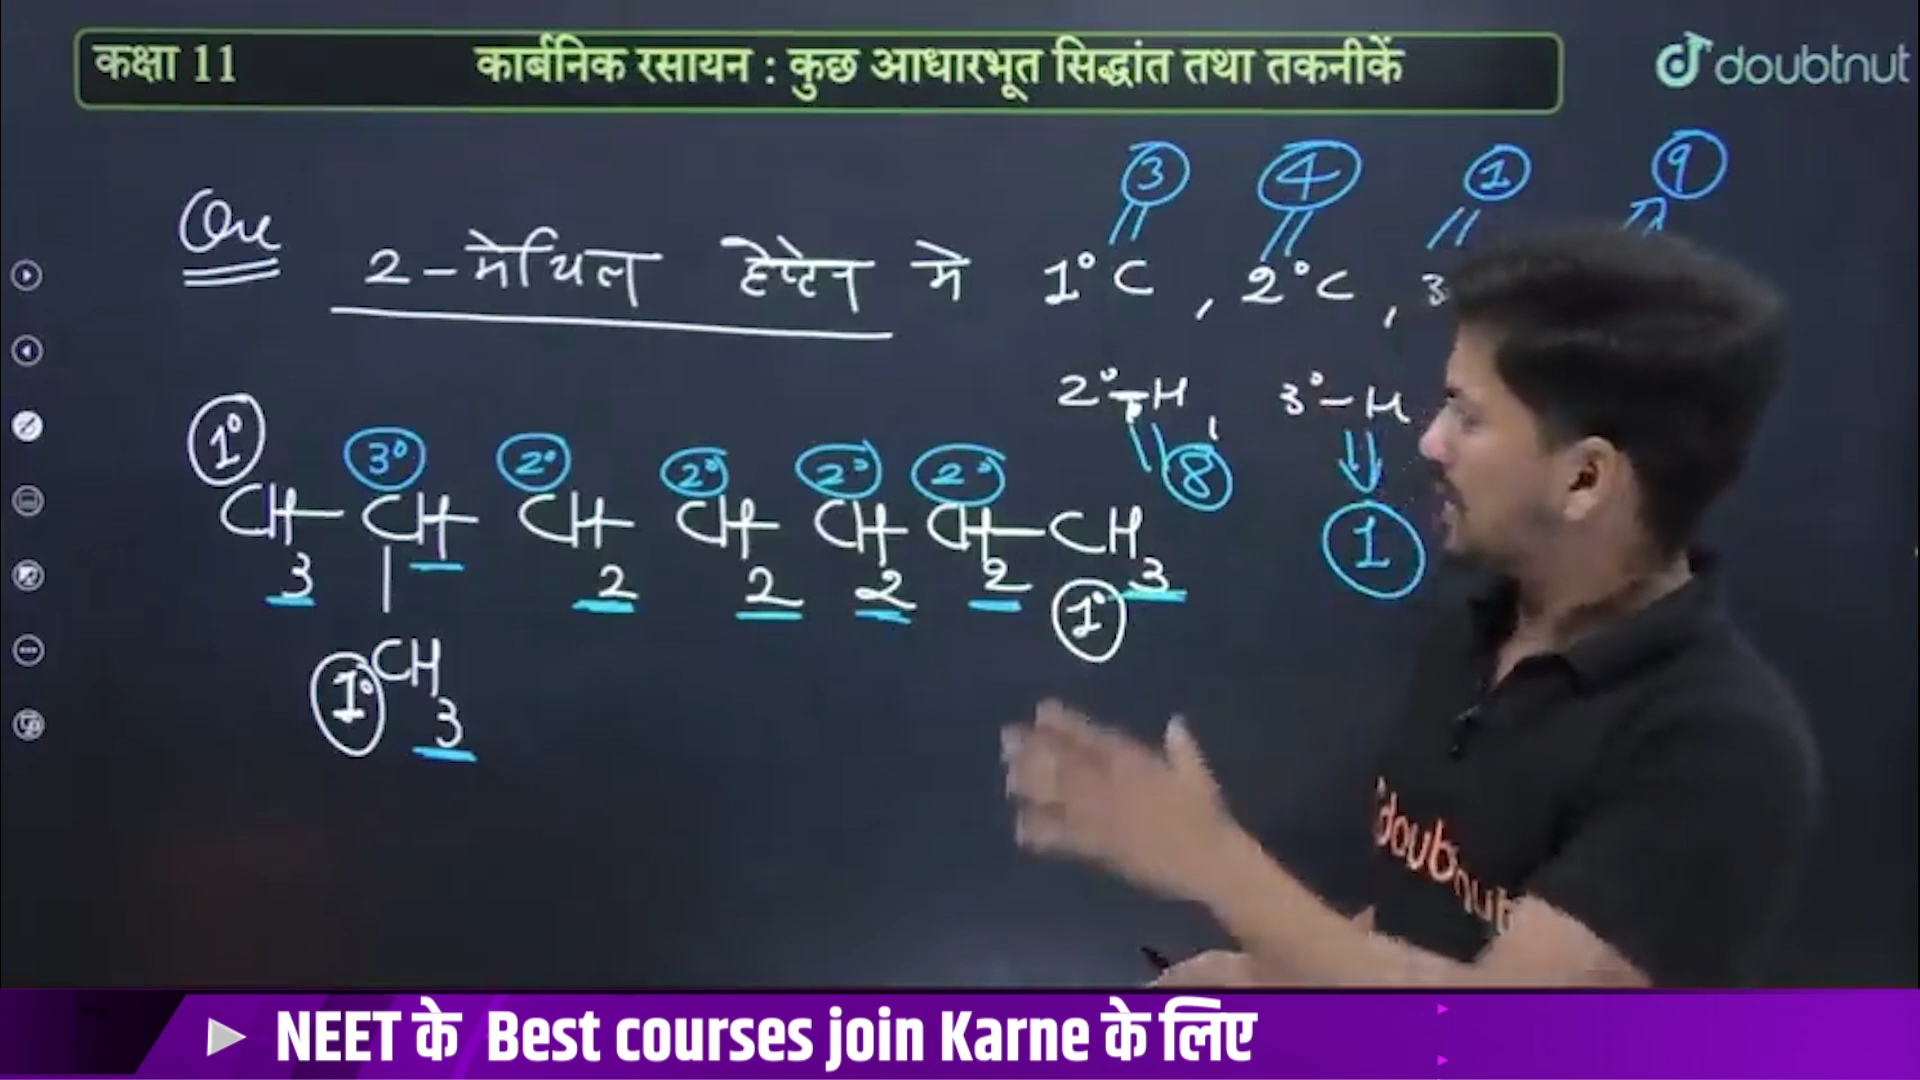 कक्षा 11 कार्बनिक रसायन : कुछ आधारभूत सिद्धांत तथा तकनीकें
doubtnut
3 4 1 9
Que 2-मेथिल हेप्टेन मे 1° C , 2° C , 3
2°-H 3°-H
8 1
1° 3° 2° 2° 2° 2°
CH3-CH-CH2-CH2-CH2-CH2-CH3
1°
1° CH3
doubtnut
NEET के Best courses join Karne के लिए